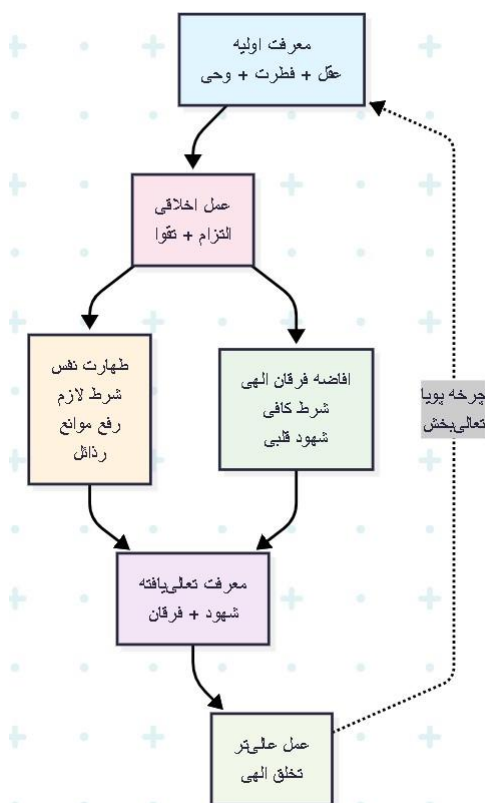 معرفت اولیه
عقل + فطرت + وحی
عمل اخلاقی
التزام + تقوا
طهارت نفس
شرط لازم
رفع موانع
رذائل
افاضه فرقان الهی
شرط کافی
شهود قلبی
چرخه پویا
تعالی‌بخش
معرفت تعالی‌یافته
شهود + فرقان
عمل عالی‌تر
تخلق الهی